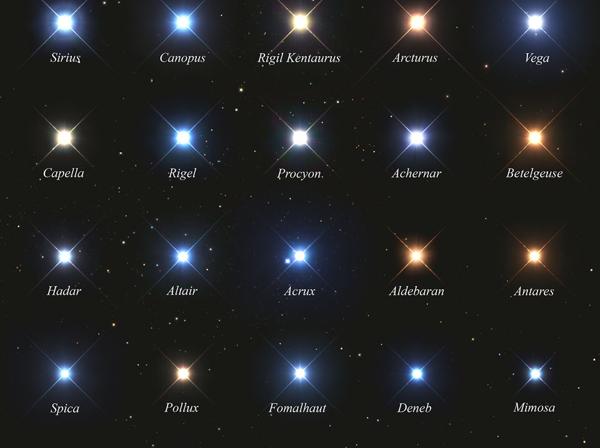 Sirius Canopus Rigil Kentaurus Arcturus Vega
Capella Rigel Procyon Achernar Betelgeuse
Hadar Altair Acrux Aldebaran Antares
Spica Pollux Fomalhaut Deneb Mimosa